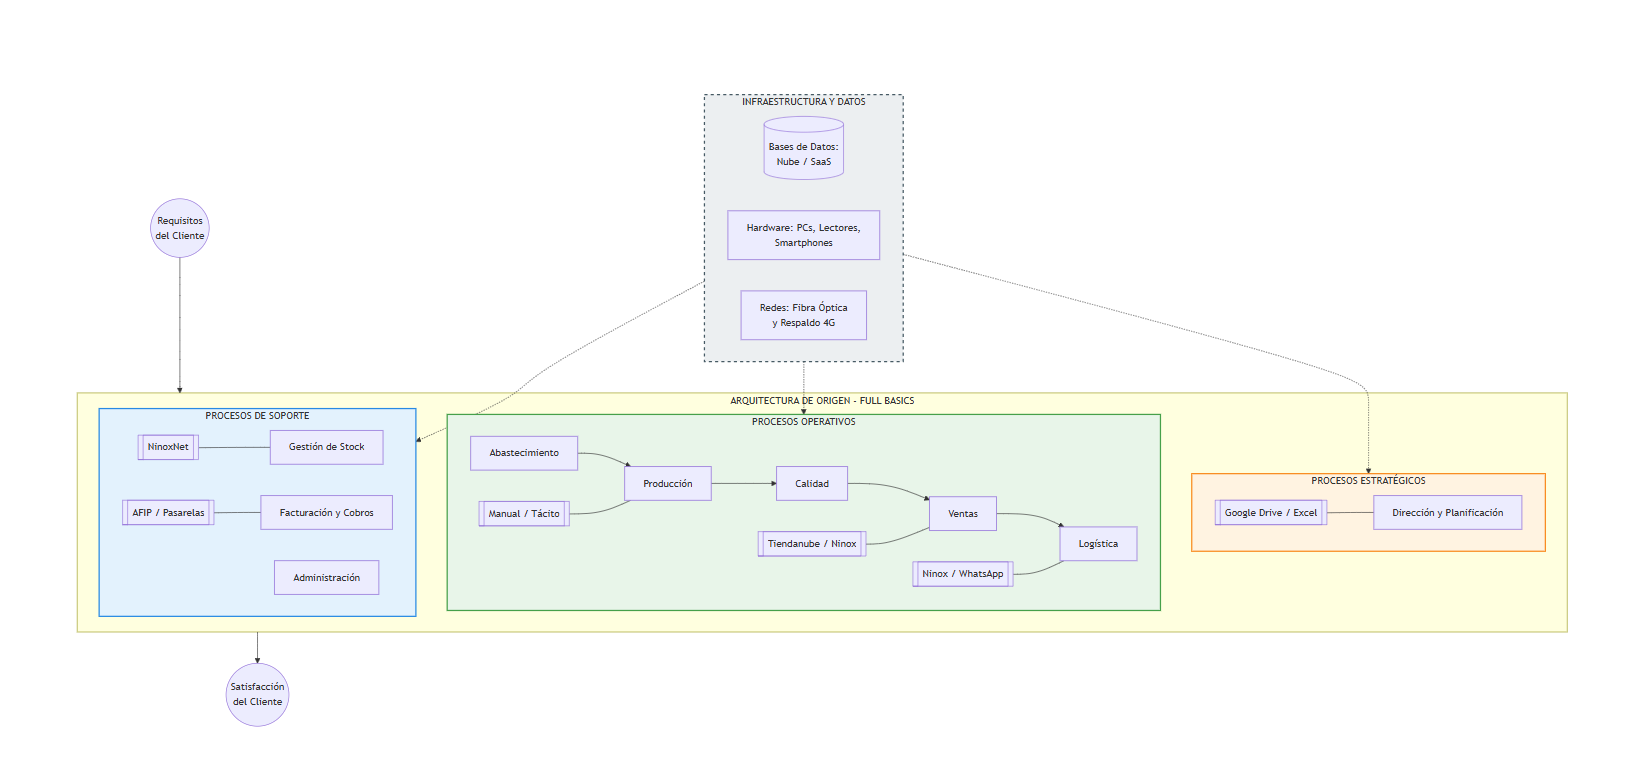 INFRAESTRUCTURA Y DATOS
Bases de Datos:
Nube / SaaS
Hardware: PCs, Lectores,
Smartphones
Redes: Fibra Óptica
y Respaldo 4G
Requisitos
del Cliente
ARQUITECTURA DE ORIGEN - FULL BASICS
PROCESOS DE SOPORTE
NinoxNet
Gestión de Stock
AFIP / Pasarelas
Facturación y Cobros
Administración
PROCESOS OPERATIVOS
Abastecimiento
Producción
Manual / Tácito
Calidad
Ventas
Tiendanube / Ninox
Logística
Ninox / WhatsApp
PROCESOS ESTRATÉGICOS
Google Drive / Excel
Dirección y Planificación
Satisfacción
del Cliente